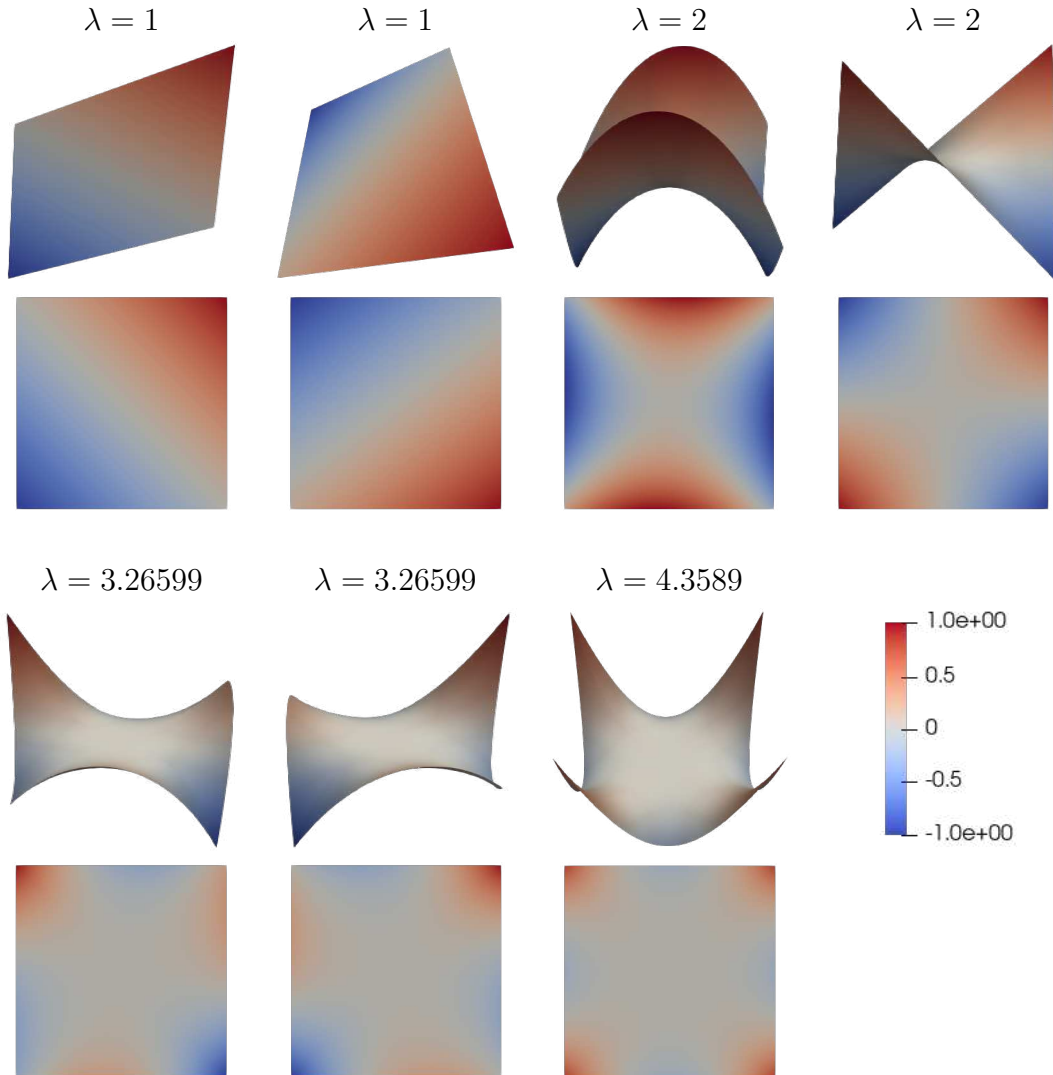 λ = 1
λ = 1
λ = 2
λ = 2
λ = 3.26599
λ = 3.26599
λ = 4.3589
1.0e+00
0.5
0
-0.5
-1.0e+00